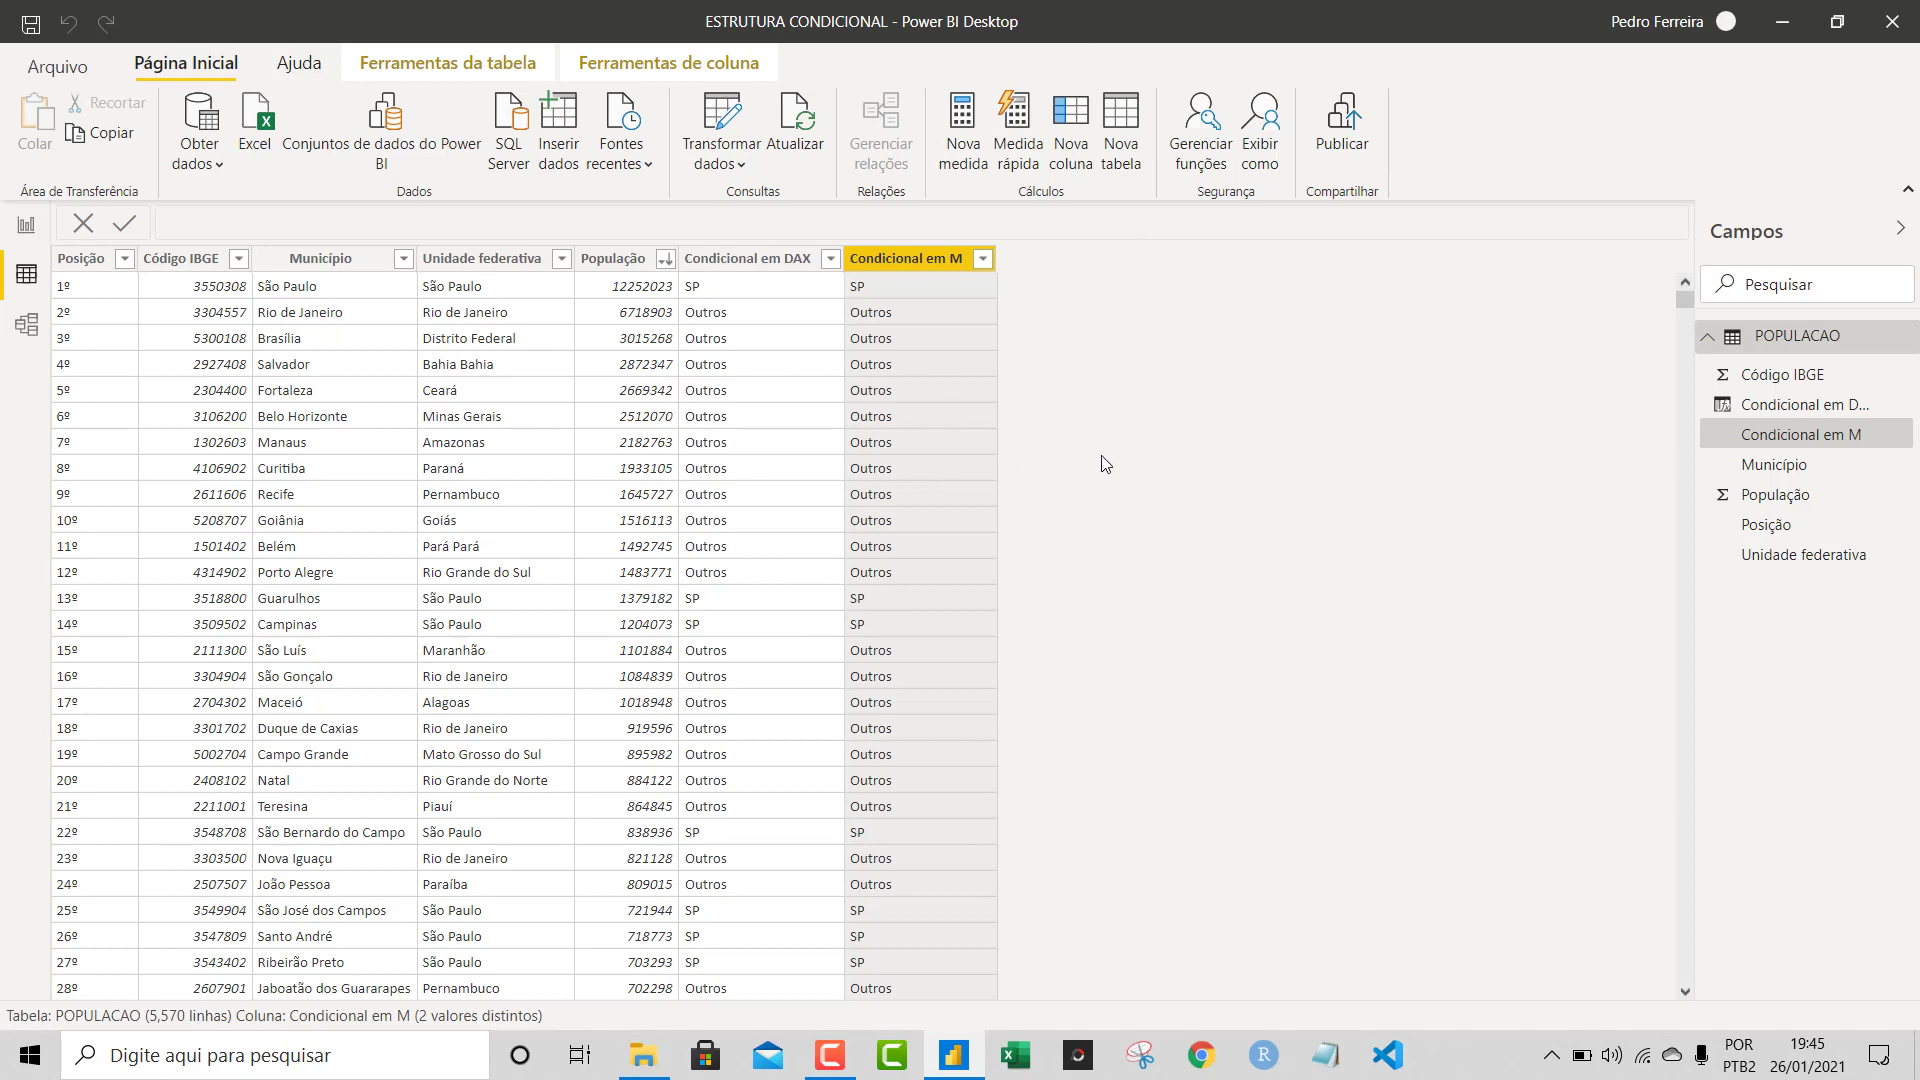 ESTRUTURA CONDICIONAL - Power BI Desktop
Pedro Ferreira
Arquivo
Página Inicial
Ajuda
Ferramentas da tabela
Ferramentas de coluna
Colar
Recortar
Copiar
Área de Transferência
Obter dados
Excel
Conjuntos de dados do Power BI
SQL Server
Inserir dados
Fontes recentes
Dados
Transformar dados
Atualizar
Consultas
Gerenciar relações
Relações
Nova medida
Medida rápida
Nova coluna
Nova tabela
Cálculos
Gerenciar funções
Exibir como
Segurança
Publicar
Compartilhar
Posição Código IBGE Município Unidade federativa População Condicional em DAX Condicional em M
1º 3550308 São Paulo São Paulo 12252023 SP SP
2º 3304557 Rio de Janeiro Rio de Janeiro 6718903 Outros Outros
3º 5300108 Brasília Distrito Federal 3015268 Outros Outros
4º 2927408 Salvador Bahia Bahia 2872347 Outros Outros
5º 2304400 Fortaleza Ceará 2669342 Outros Outros
6º 3106200 Belo Horizonte Minas Gerais 2512070 Outros Outros
7º 1302603 Manaus Amazonas 2182763 Outros Outros
8º 4106902 Curitiba Paraná 1933105 Outros Outros
9º 2611606 Recife Pernambuco 1645727 Outros Outros
10º 5208707 Goiânia Goiás 1516113 Outros Outros
11º 1501402 Belém Pará Pará 1492745 Outros Outros
12º 4314902 Porto Alegre Rio Grande do Sul 1483771 Outros Outros
13º 3518800 Guarulhos São Paulo 1379182 SP SP
14º 3509502 Campinas São Paulo 1204073 SP SP
15º 2111300 São Luís Maranhão 1101884 Outros Outros
16º 3304904 São Gonçalo Rio de Janeiro 1084839 Outros Outros
17º 2704302 Maceió Alagoas 1018948 Outros Outros
18º 3301702 Duque de Caxias Rio de Janeiro 919596 Outros Outros
19º 5002704 Campo Grande Mato Grosso do Sul 895982 Outros Outros
20º 2408102 Natal Rio Grande do Norte 884122 Outros Outros
21º 2211001 Teresina Piauí 864845 Outros Outros
22º 3548708 São Bernardo do Campo São Paulo 838936 SP SP
23º 3303500 Nova Iguaçu Rio de Janeiro 821128 Outros Outros
24º 2507507 João Pessoa Paraíba 809015 Outros Outros
25º 3549904 São José dos Campos São Paulo 721944 SP SP
26º 3547809 Santo André São Paulo 718773 SP SP
27º 3543402 Ribeirão Preto São Paulo 703293 SP SP
28º 2607901 Jaboatão dos Guararapes Pernambuco 702298 Outros Outros
Campos
Pesquisar
POPULACAO
Código IBGE
Condicional em D...
Condicional em M
Município
População
Posição
Unidade federativa
Tabela: POPULACAO (5,570 linhas) Coluna: Condicional em M (2 valores distintos)
Digite aqui para pesquisar
POR
PTB2
19:45
26/01/2021